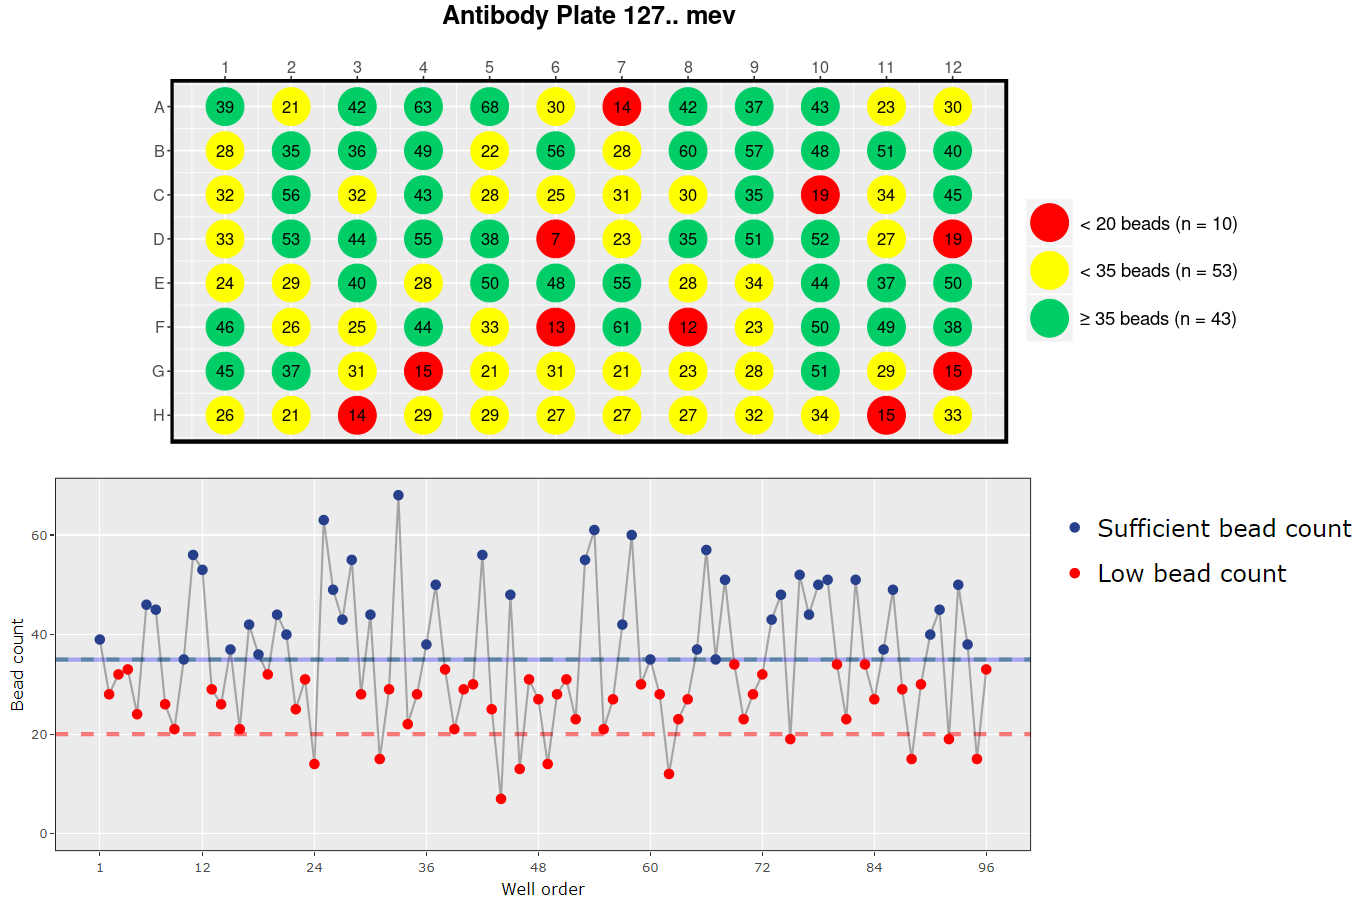 Antibody Plate 127.. mev
1 2 3 4 5 6 7 8 9 10 11 12
A 39 21 42 63 68 30 14 42 37 43 23 30
B 28 35 36 49 22 56 28 60 57 48 51 40
C 32 56 32 43 28 25 31 30 35 19 34 45
D 33 53 44 55 38 7 23 35 51 52 27 19
E 24 29 40 28 50 48 55 28 34 44 37 50
F 46 26 25 44 33 13 61 12 23 50 49 38
G 45 37 31 15 21 31 21 23 28 51 29 15
H 26 21 14 29 29 27 27 27 32 34 15 33
< 20 beads (n = 10)
< 35 beads (n = 53)
≥ 35 beads (n = 43)
Bead count
60
40
20
0
1 12 24 36 48 60 72 84 96
Well order
Sufficient bead count
Low bead count